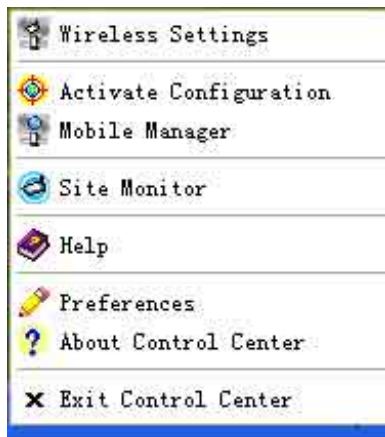 Wireless Settings
Activate Configuration
Mobile Manager
Site Monitor
Help
Preferences
About Control Center
Exit Control Center